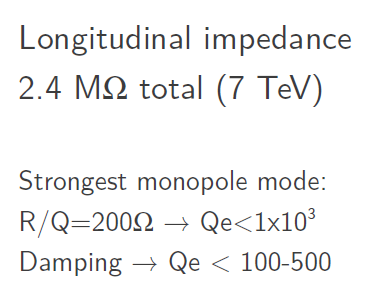 Longitudinal impedance
2.4 MΩ total (7 TeV)
Strongest monopole mode:
R/Q=200Ω → Qe<1x10³
Damping → Qe < 100-500